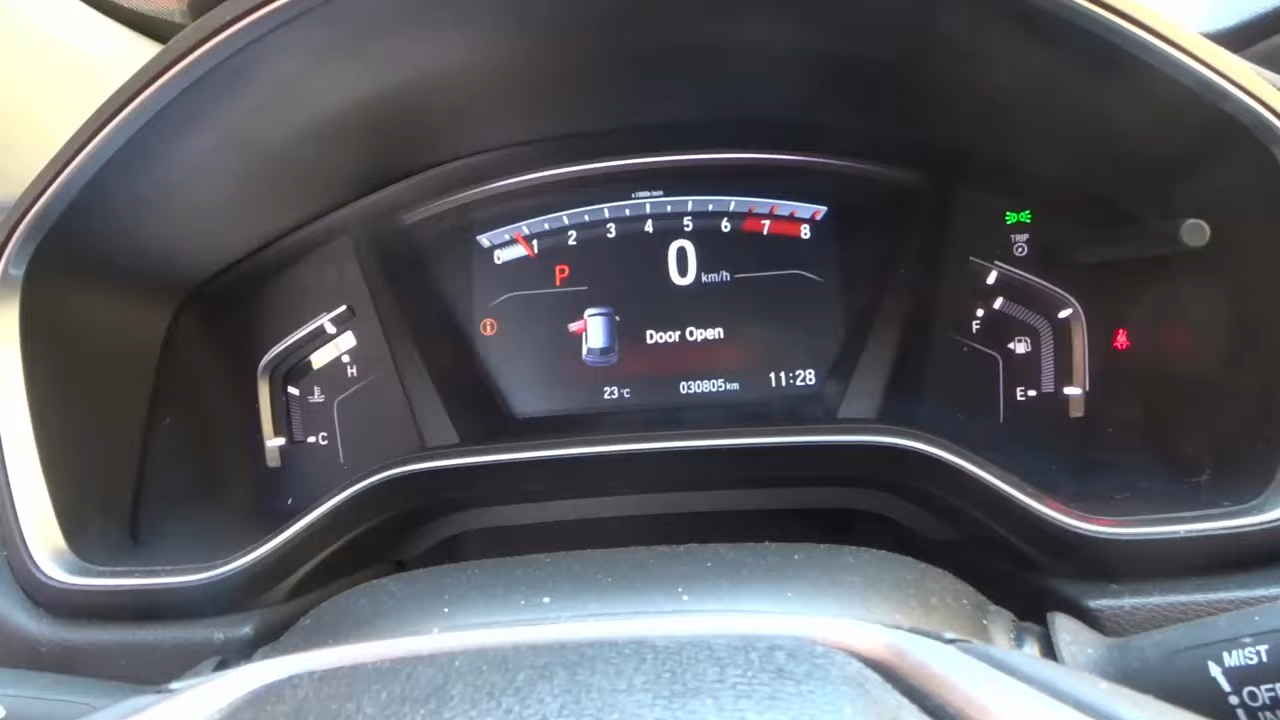 x1000r/min
0 1 2 3 4 5 6 7 8
P 0 km/h
TRIP
Door Open
23°C 030805km 11:28
H
C
F
E
MIST
OFF